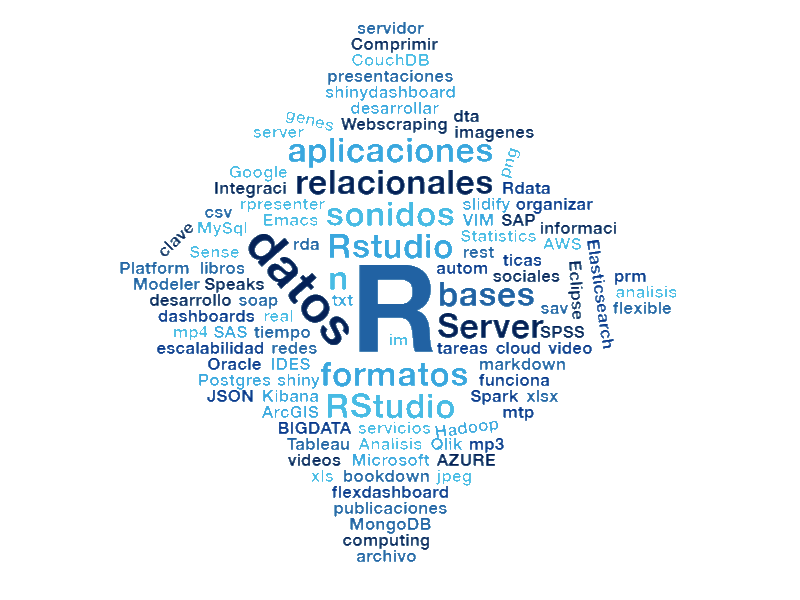 servidor
Comprimir
CouchDB
presentaciones
shinydashboard
desarrollar
genes Webscraping dta
server imagenes
aplicaciones png
Google
Integraci relacionales Rdata
rpresenter sonidos slidify organizar
csv Emacs VIM SAP informaci
clave MySql Statistics AWS
Sense datos rda Rstudio rest ticas Elasticsearch
Platform libros n autom sociales Eclipse prm
Modeler Speaks R bases analisis
desarrollo soap txt sav flexible
dashboards real Server SPSS
mp4 SAS tiempo im
escalabilidad redes tareas cloud video
Oracle IDES formatos markdown
Postgres shiny funciona
JSON Kibana RStudio Spark xlsx
ArcGIS mtp
BIGDATA servicios Hadoop
Tableau Analisis Qlik mp3
videos Microsoft AZURE
xls bookdown jpeg
flexdashboard
publicaciones
MongoDB
computing
archivo